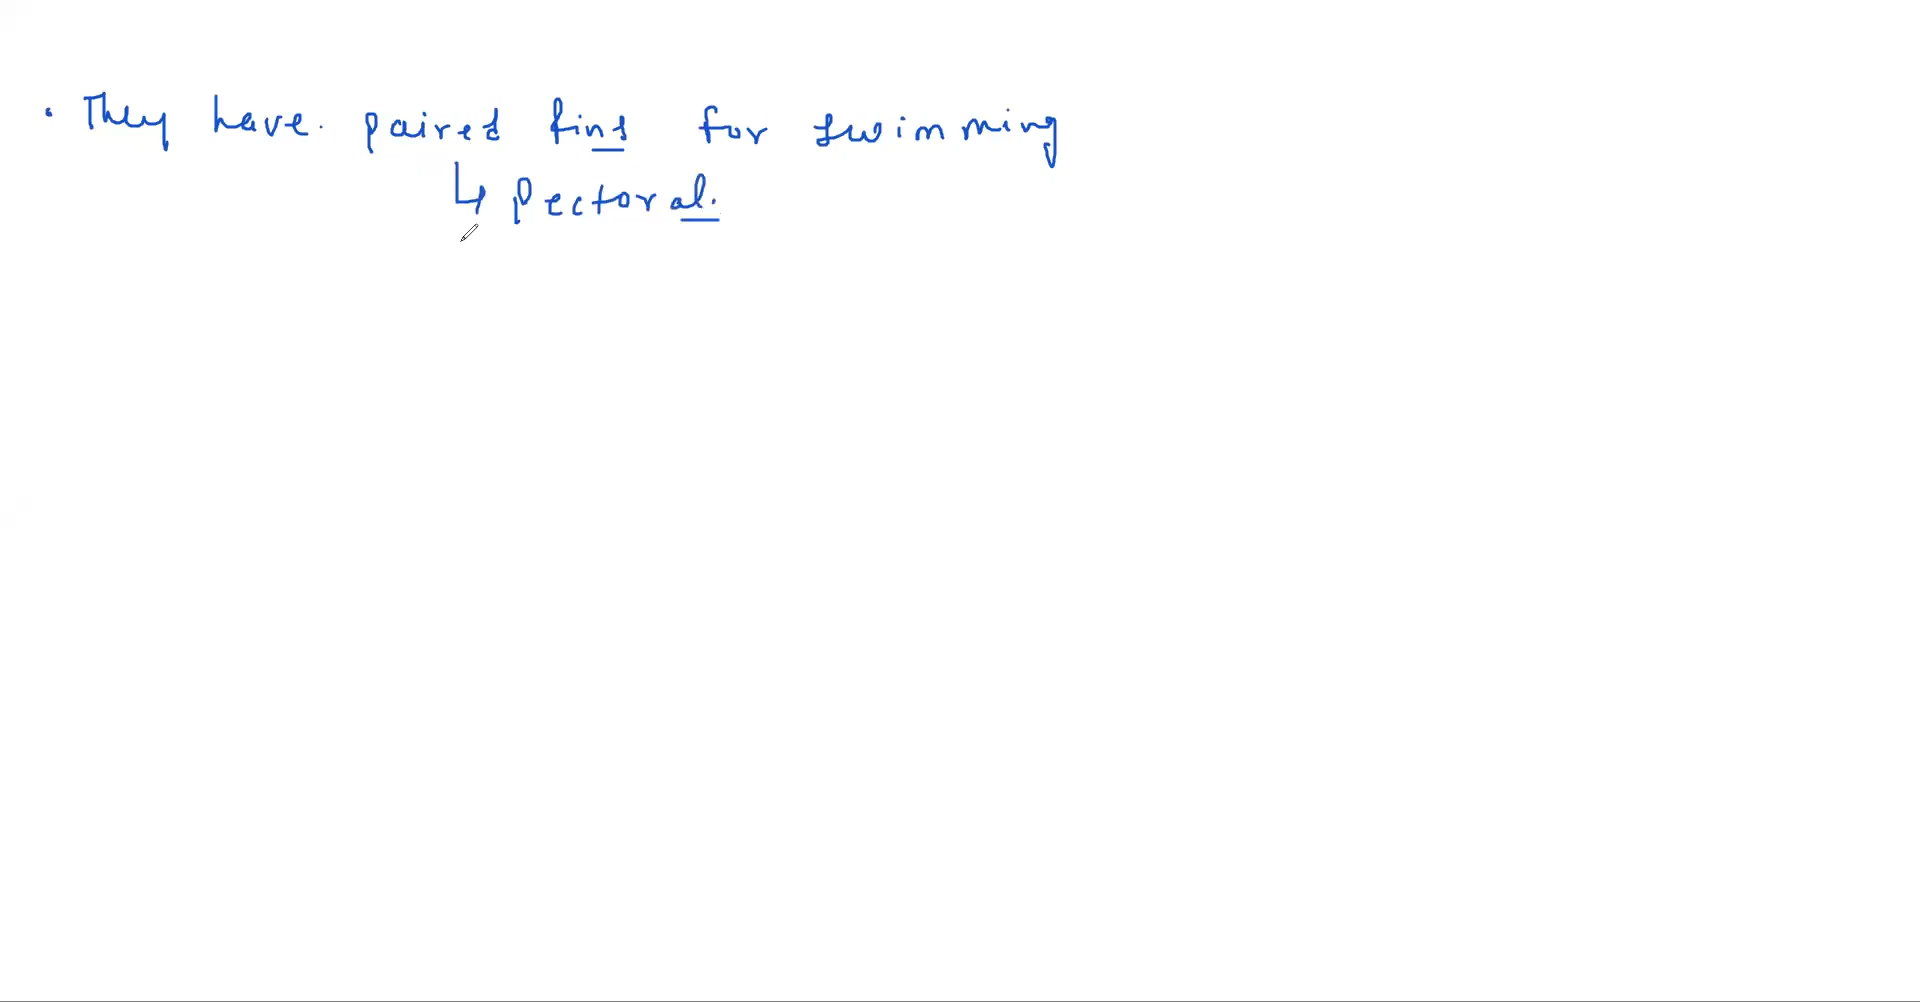 • They have. paired fins for swimming
↳ Pectoral.